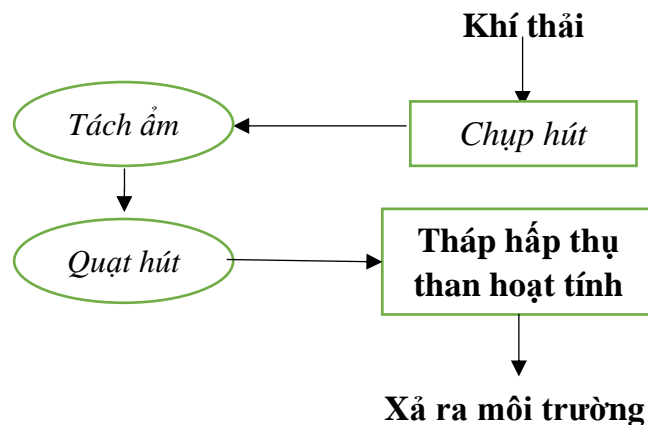 Khí thải
Chụp hút
Tách ẩm
Quạt hút
Tháp hấp thụ
than hoạt tính
Xả ra môi trường